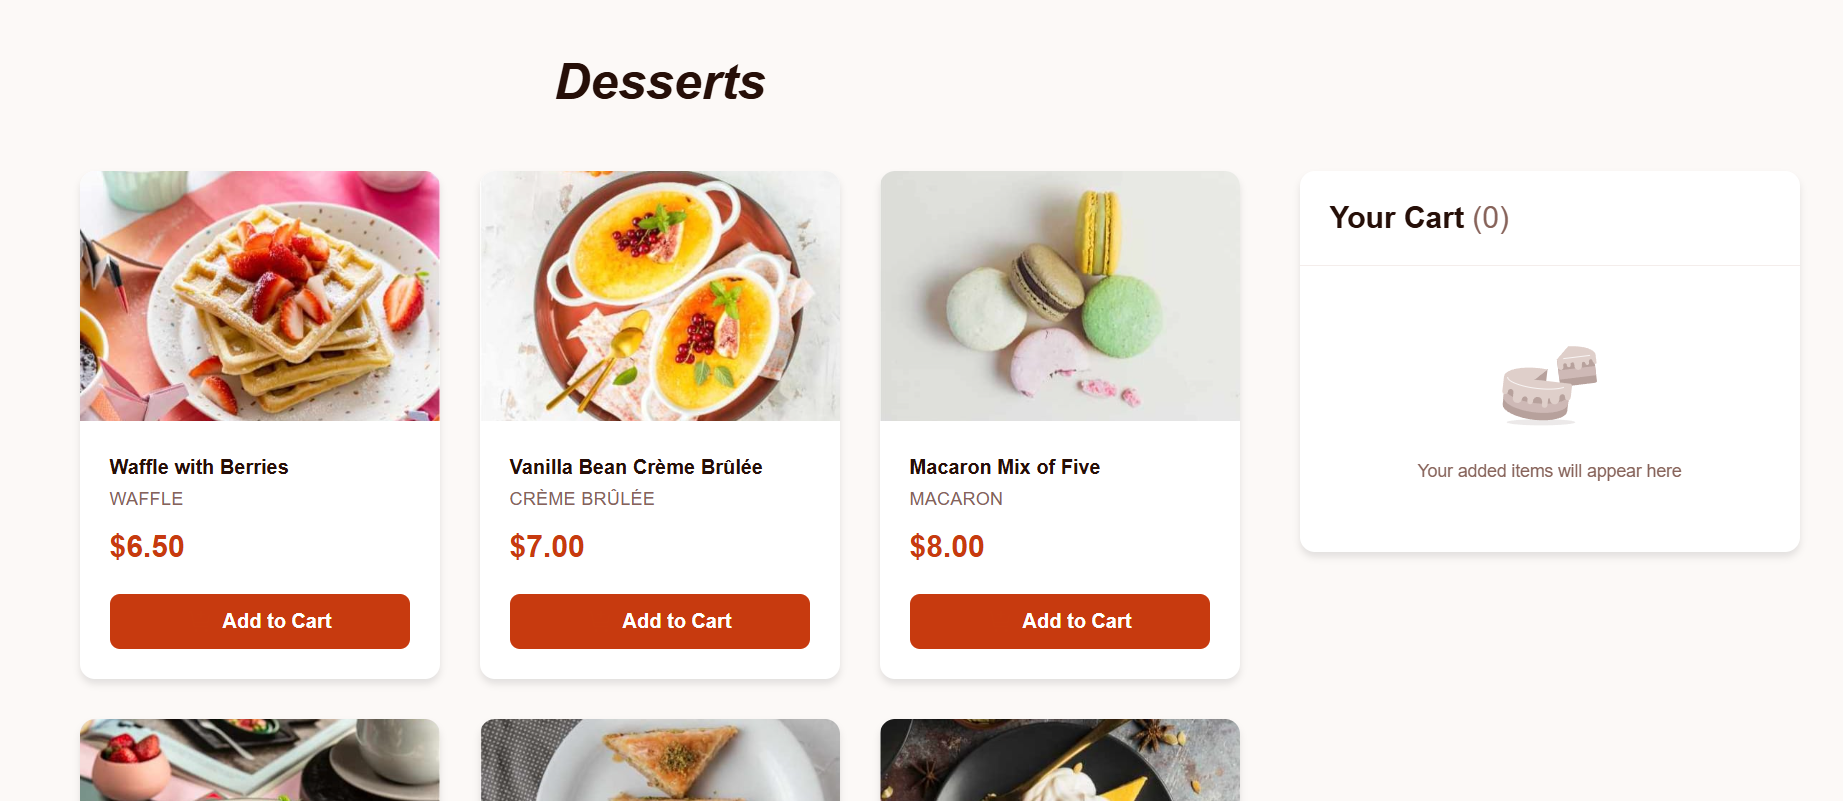 Desserts
Waffle with Berries
WAFFLE
$6.50
Add to Cart
Vanilla Bean Crème Brûlée
CRÈME BRÛLÉE
$7.00
Add to Cart
Macaron Mix of Five
MACARON
$8.00
Add to Cart
Your Cart (0)
Your added items will appear here